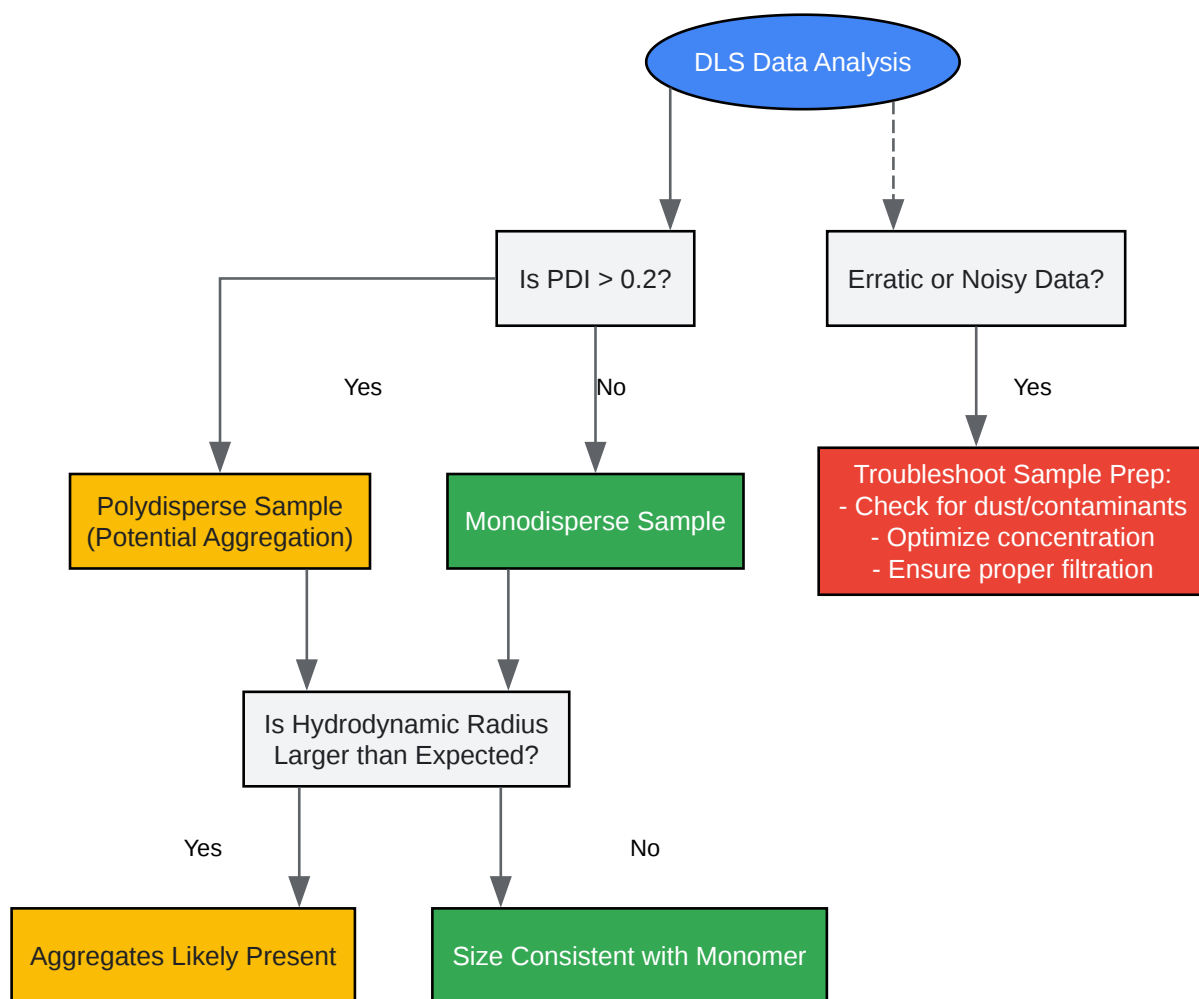 DLS Data Analysis
Is PDI > 0.2?
Erratic or Noisy Data?
Yes
No
Yes
Polydisperse Sample
(Potential Aggregation)
Monodisperse Sample
Troubleshoot Sample Prep:
- Check for dust/contaminants
- Optimize concentration
- Ensure proper filtration
Is Hydrodynamic Radius
Larger than Expected?
Yes
No
Aggregates Likely Present
Size Consistent with Monomer